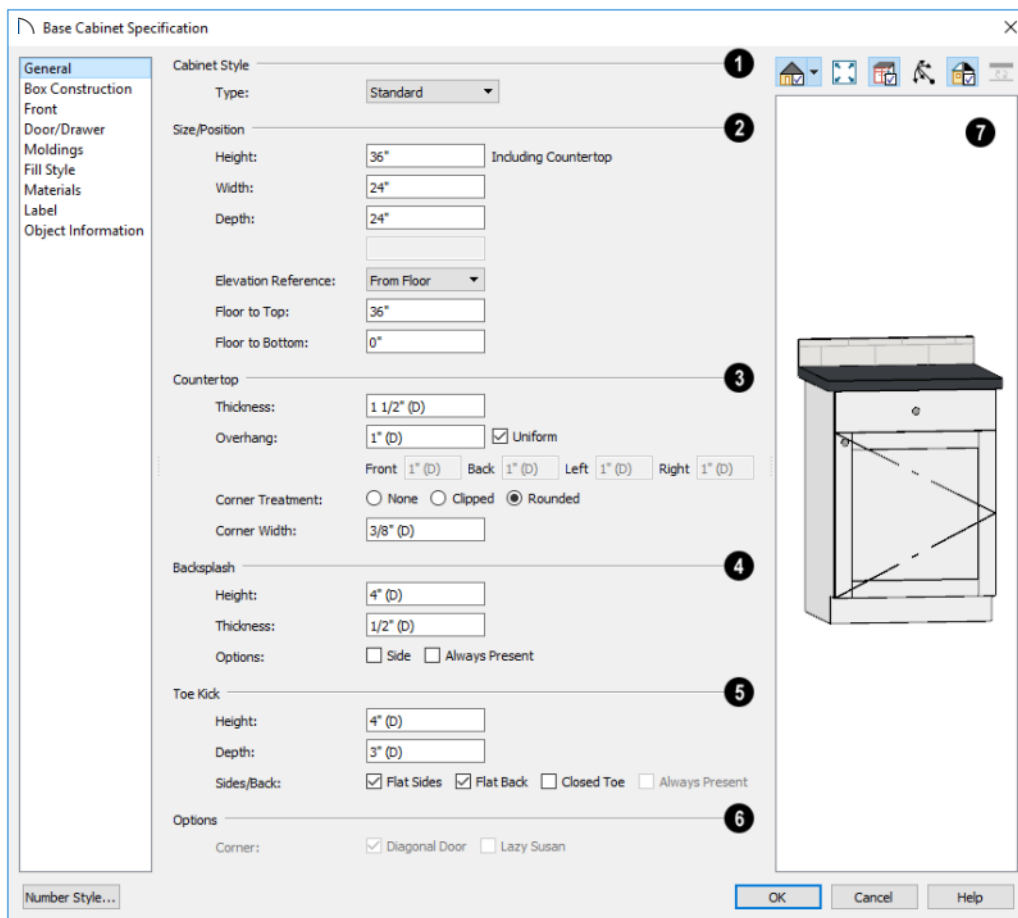 Base Cabinet Specification
General
Box Construction
Front
Door/Drawer
Moldings
Fill Style
Materials
Label
Object Information
Cabinet Style 1
Type: Standard
Size/Position 2
Height: 36" Including Countertop
Width: 24"
Depth: 24"
Elevation Reference: From Floor
Floor to Top: 36"
Floor to Bottom: 0"
Countertop 3
Thickness: 1 1/2" (D)
Overhang: 1" (D) Uniform
Front 1" (D) Back 1" (D) Left 1" (D) Right 1" (D)
Corner Treatment: None Clipped Rounded
Corner Width: 3/8" (D)
Backsplash 4
Height: 4" (D)
Thickness: 1/2" (D)
Options: Side Always Present
Toe Kick 5
Height: 4" (D)
Depth: 3" (D)
Sides/Back: Flat Sides Flat Back Closed Toe Always Present
Options 6
Corner: Diagonal Door Lazy Susan
7
Number Style... OK Cancel Help